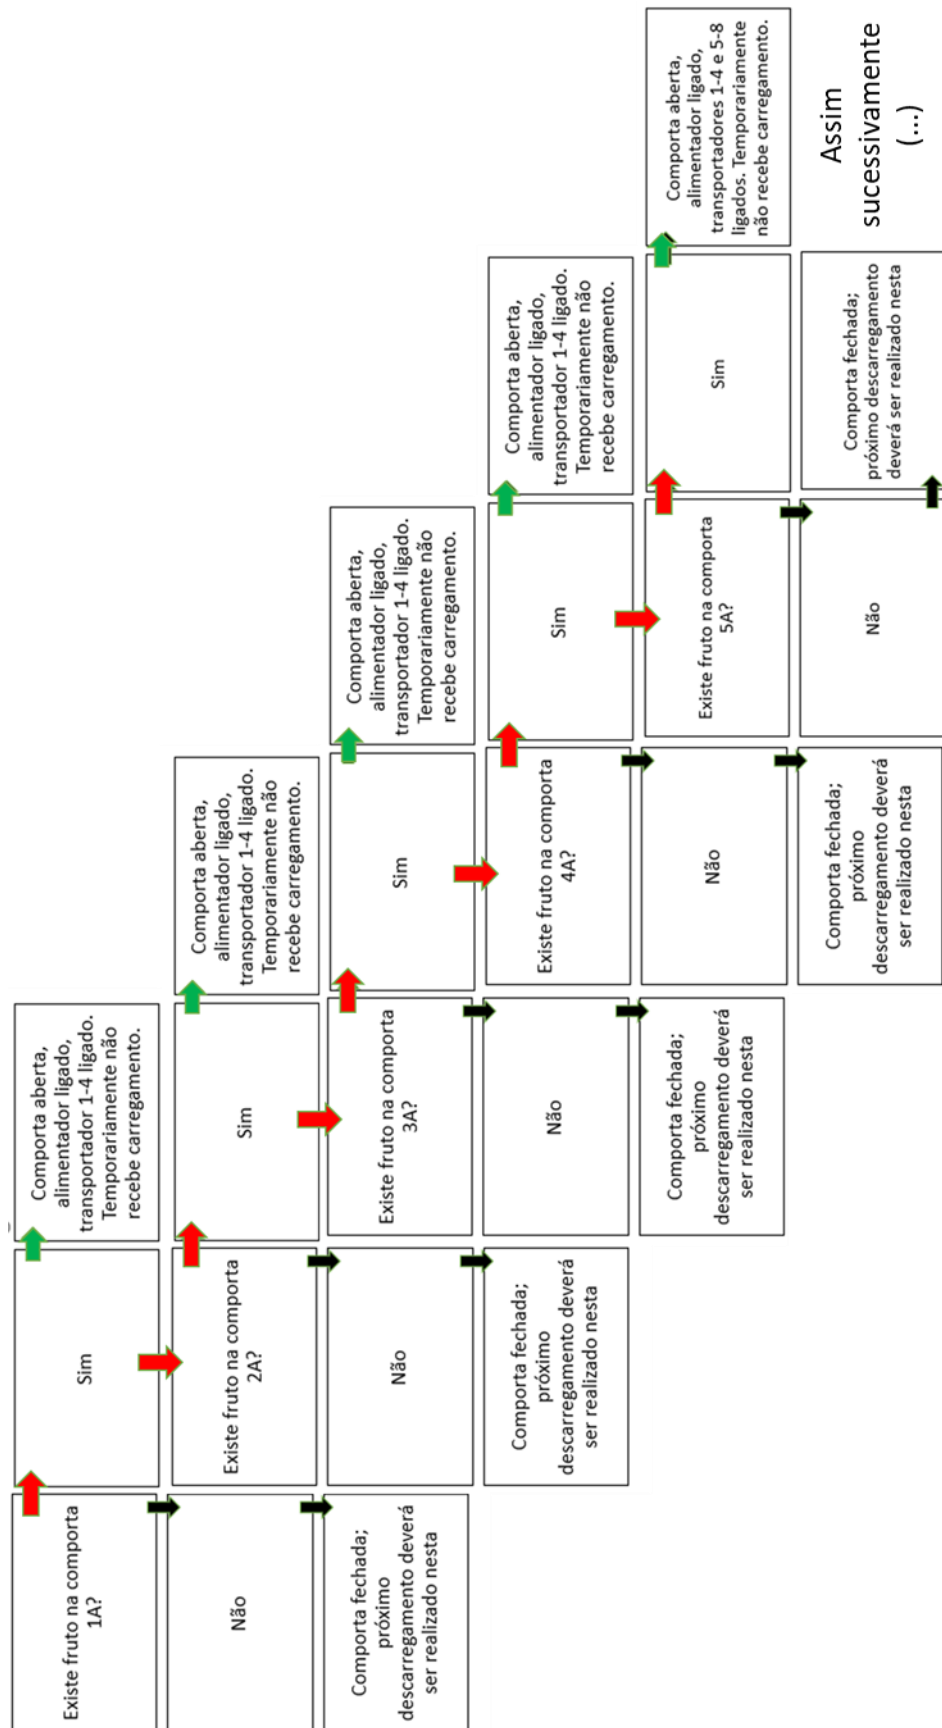 Existe fruto na comporta
1A?
Sim
Comporta aberta,
alimentador ligado,
transportador 1-4 ligado.
Temporariamente não
recebe carregamento.
Não
Existe fruto na comporta
2A?
Sim
Comporta aberta,
alimentador ligado,
transportador 1-4 ligado.
Temporariamente não
recebe carregamento.
Comporta fechada;
próximo
descarregamento deverá
ser realizado nesta
Não
Existe fruto na comporta
3A?
Sim
Comporta aberta,
alimentador ligado,
transportador 1-4 ligado.
Temporariamente não
recebe carregamento.
Comporta fechada;
próximo
descarregamento deverá
ser realizado nesta
Não
Existe fruto na comporta
4A?
Sim
Comporta aberta,
alimentador ligado,
transportador 1-4 ligado.
Temporariamente não
recebe carregamento.
Comporta fechada;
próximo
descarregamento deverá
ser realizado nesta
Não
Existe fruto na comporta
5A?
Sim
Comporta aberta,
alimentador ligado,
transportadores 1-4 e 5-8
ligados. Temporariamente
não recebe carregamento.
Comporta fechada;
próximo
descarregamento deverá
ser realizado nesta
Não
Comporta fechada;
próximo descarregamento
deverá ser realizado nesta
Assim
sucessivamente
(...)